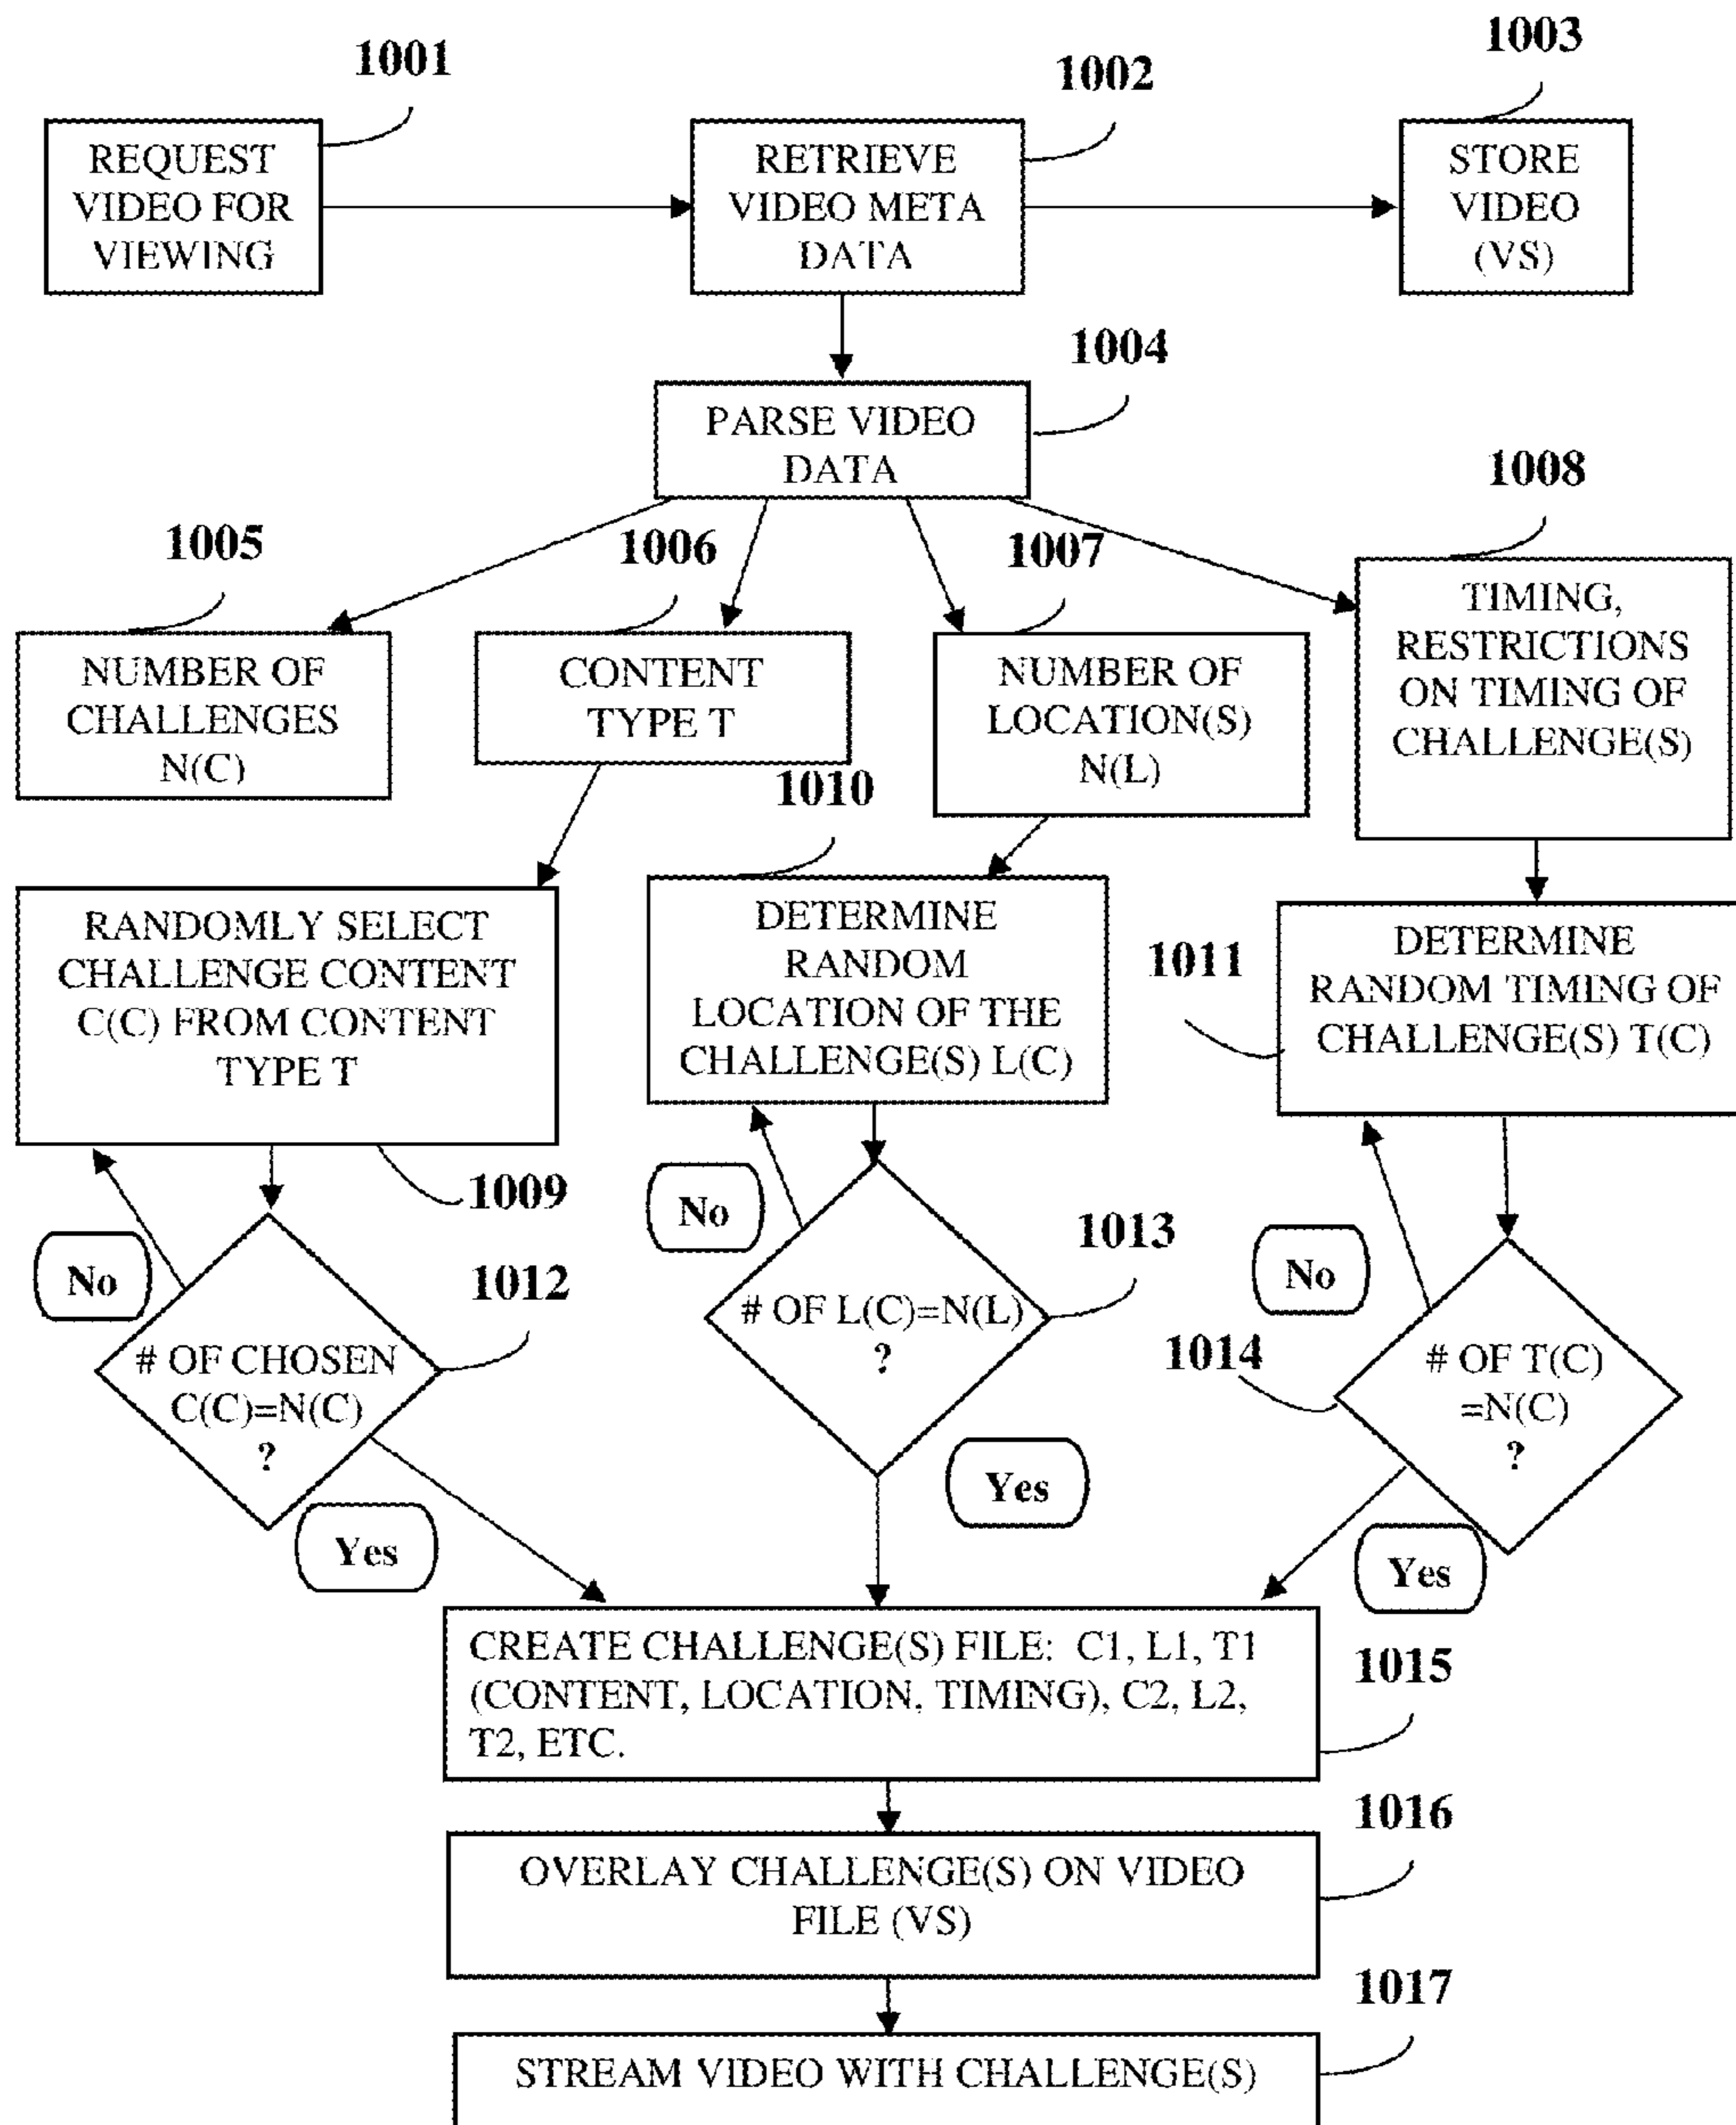 1001
1002
1003
REQUEST
VIDEO FOR
VIEWING
RETRIEVE
VIDEO META
DATA
STORE
VIDEO
(VS)
1004
PARSE VIDEO
DATA
1005
1006
1007
1008
NUMBER OF
CHALLENGES
N(C)
CONTENT
TYPE T
NUMBER OF
LOCATION(S)
N(L)
TIMING,
RESTRICTIONS
ON TIMING OF
CHALLENGE(S)
1010
RANDOMLY SELECT
CHALLENGE CONTENT
C(C) FROM CONTENT
TYPE T
DETERMINE
RANDOM
LOCATION OF THE
CHALLENGE(S) L(C)
1011
DETERMINE
RANDOM TIMING OF
CHALLENGE(S) T(C)
1009
No
No
No
1012
1013
1014
# OF CHOSEN
C(C)=N(C)
?
# OF L(C)=N(L)
?
# OF T(C)
=N(C)
?
Yes
Yes
Yes
CREATE CHALLENGE(S) FILE: C1, L1, T1
(CONTENT, LOCATION, TIMING), C2, L2,
T2, ETC.
1015
1016
OVERLAY CHALLENGE(S) ON VIDEO
FILE (VS)
1017
STREAM VIDEO WITH CHALLENGE(S)